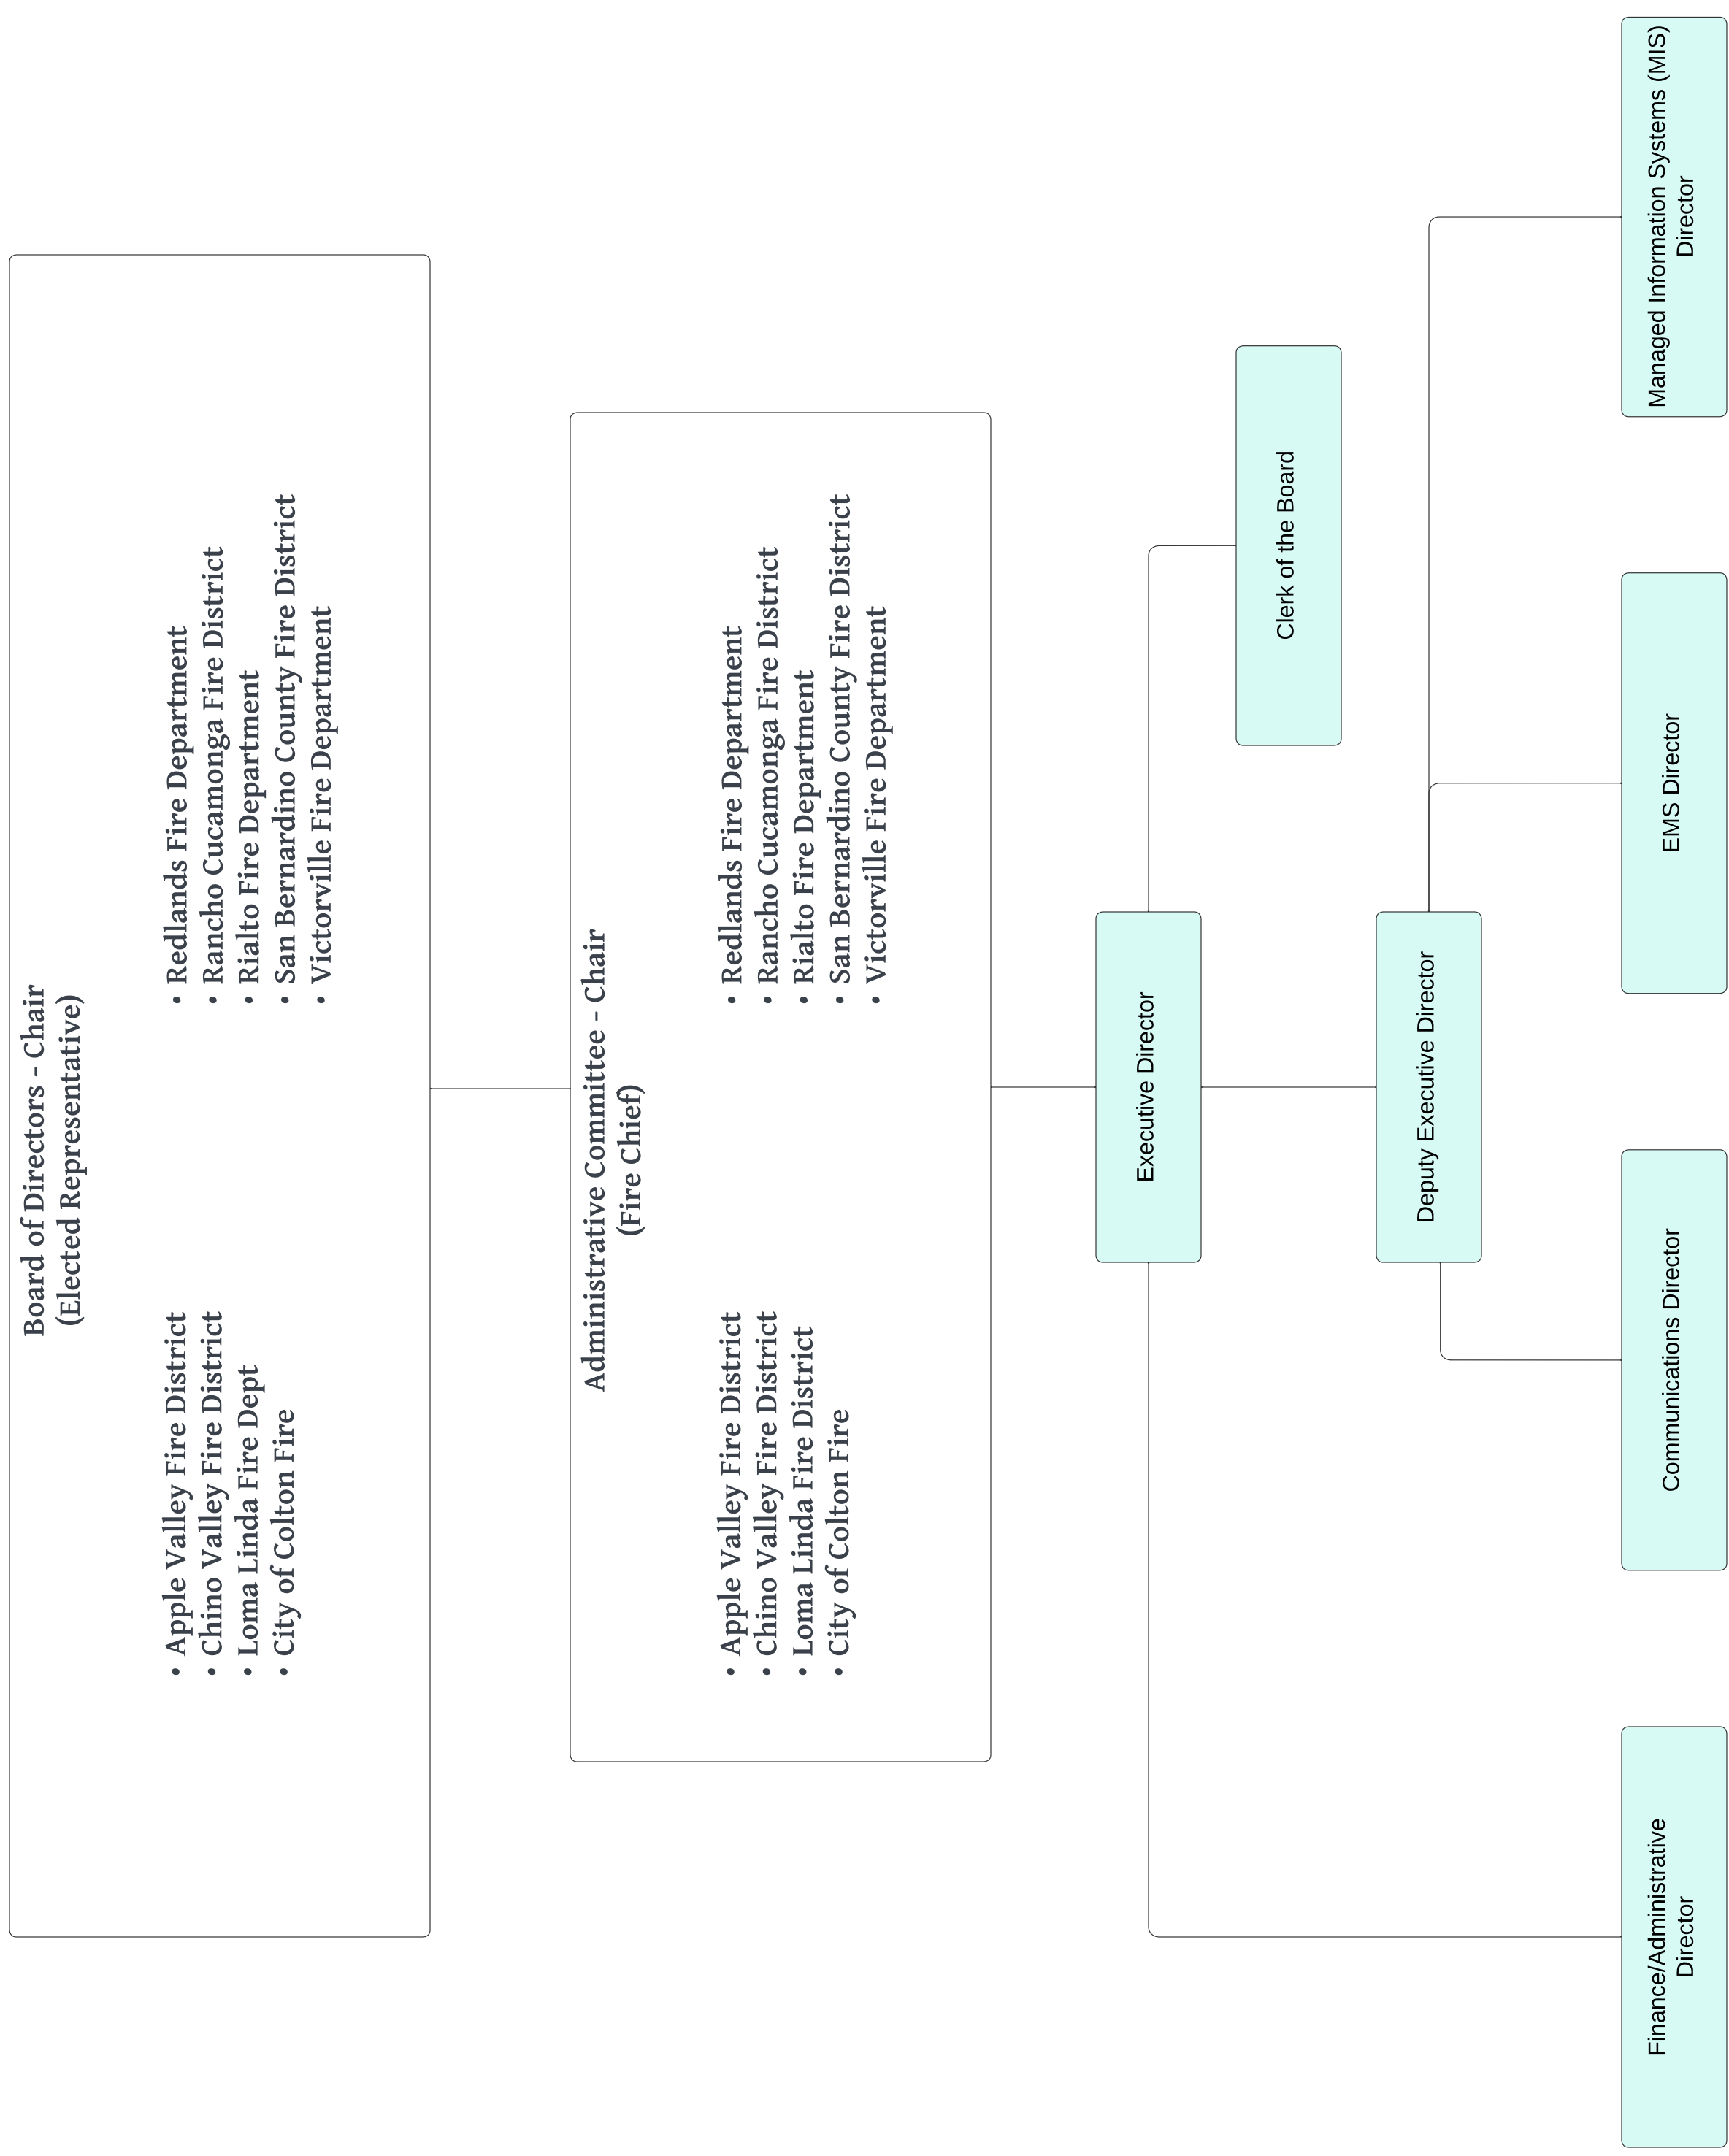 Board of Directors - Chair
(Elected Representative)
• Apple Valley Fire District
• Chino Valley Fire District
• Loma Linda Fire Dept
• City of Colton Fire
• Redlands Fire Department
• Rancho Cucamonga Fire District
• Rialto Fire Department
• San Bernardino County Fire District
• Victorville Fire Department
Administrative Committee - Chair
(Fire Chief)
• Apple Valley Fire District
• Chino Valley Fire District
• Loma Linda Fire District
• City of Colton Fire
• Redlands Fire Department
• Rancho Cucamonga Fire District
• Rialto Fire Department
• San Bernardino County Fire District
• Victorville Fire Department
Executive Director
Clerk of the Board
Deputy Executive Director
Finance/Administrative
Director
Communications Director
EMS Director
Managed Information Systems (MIS)
Director